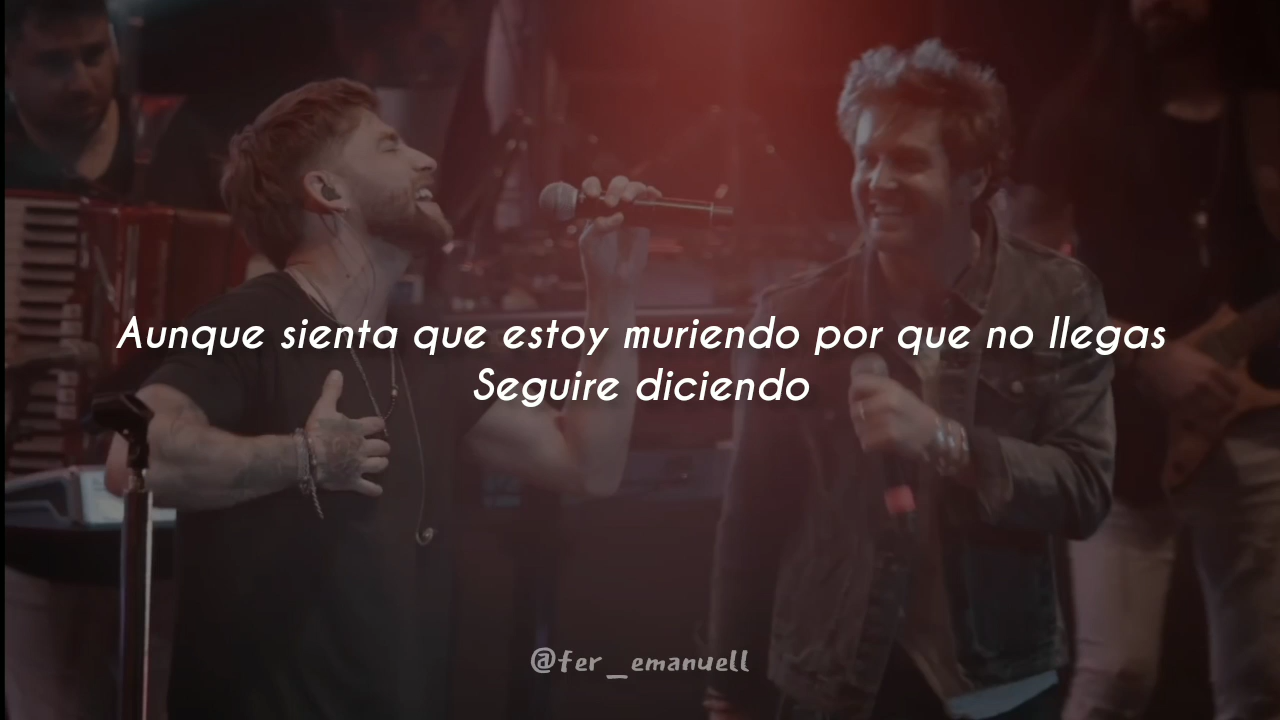 Aunque sienta que estoy muriendo por que no llegas
Seguire diciendo
@fer_emanuell